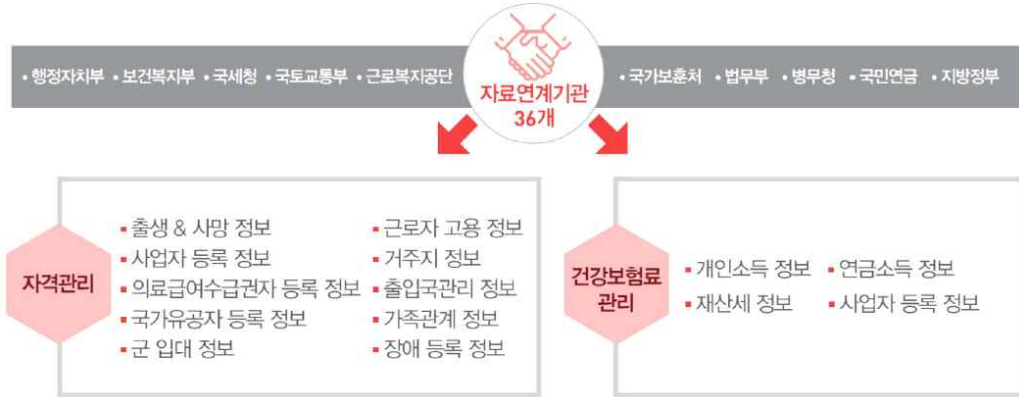 • 행정자치부 • 보건복지부 • 국세청 • 국토교통부 • 근로복지공단
자료연계기관
36개
• 국가보훈처 • 법무부 • 병무청 • 국민연금 • 지방정부
자격관리
▪ 출생 & 사망 정보
▪ 사업자 등록 정보
▪ 의료급여수급권자 등록 정보
▪ 국가유공자 등록 정보
▪ 군 입대 정보
▪ 근로자 고용 정보
▪ 거주지 정보
▪ 출입국관리 정보
▪ 가족관계 정보
▪ 장애 등록 정보
건강보험료
관리
▪ 개인소득 정보 ▪ 연금소득 정보
▪ 재산세 정보 ▪ 사업자 등록 정보